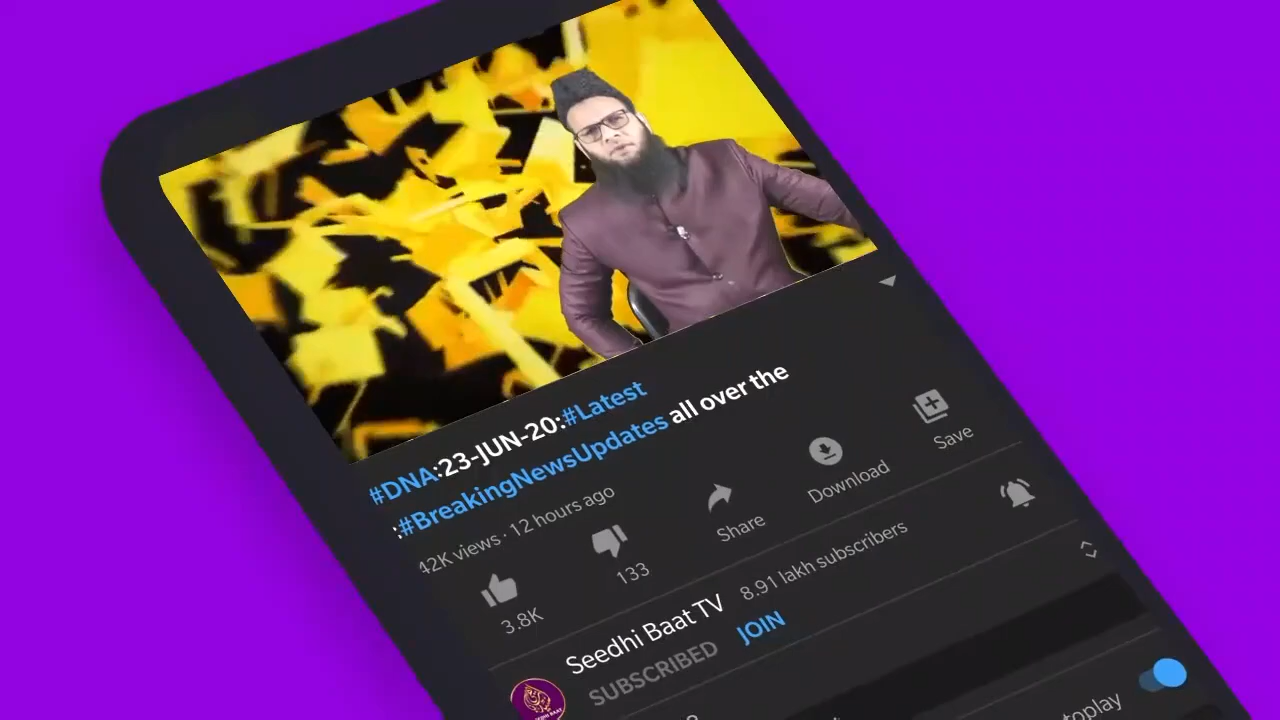 #DNA:23-JUN-20:#Latest
:#BreakingNewsUpdates all over the
42K views · 12 hours ago
3.8K
133
Share
Download
Save
Seedhi Baat TV 8.91 lakh subscribers
SUBSCRIBED JOIN